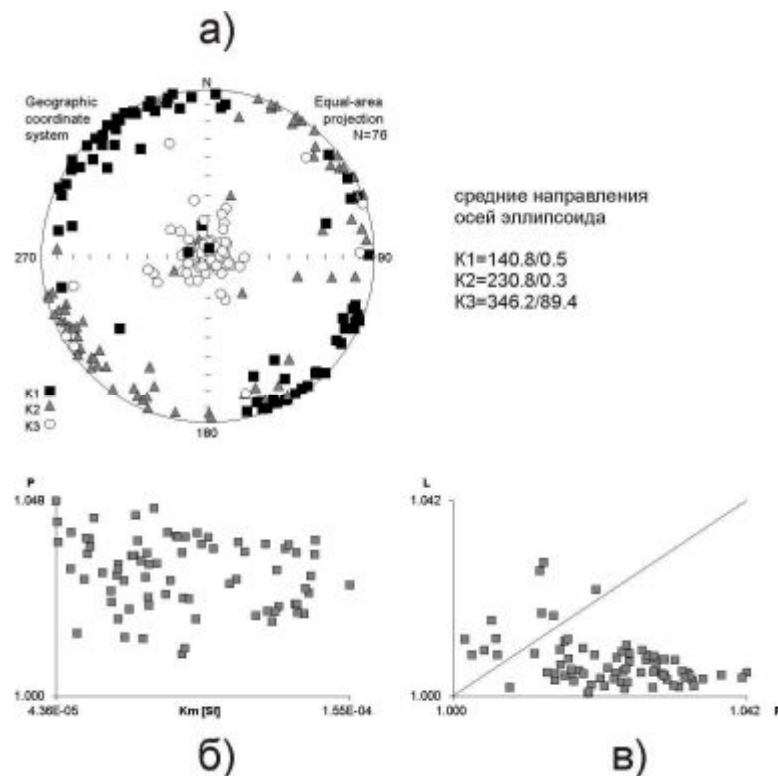 а)
N
Geographic
coordinate
system
Equal-area
projection
N=76
270
90
180
K1
K2
K3
средние направления
осей эллипсоида
K1=140.8/0.5
K2=230.8/0.3
K3=346.2/89.4
P
1.048
1.000
4.36E-05
Km [SI]
1.55E-04
б)
L
1.042
1.000
1.000
1.042
в)